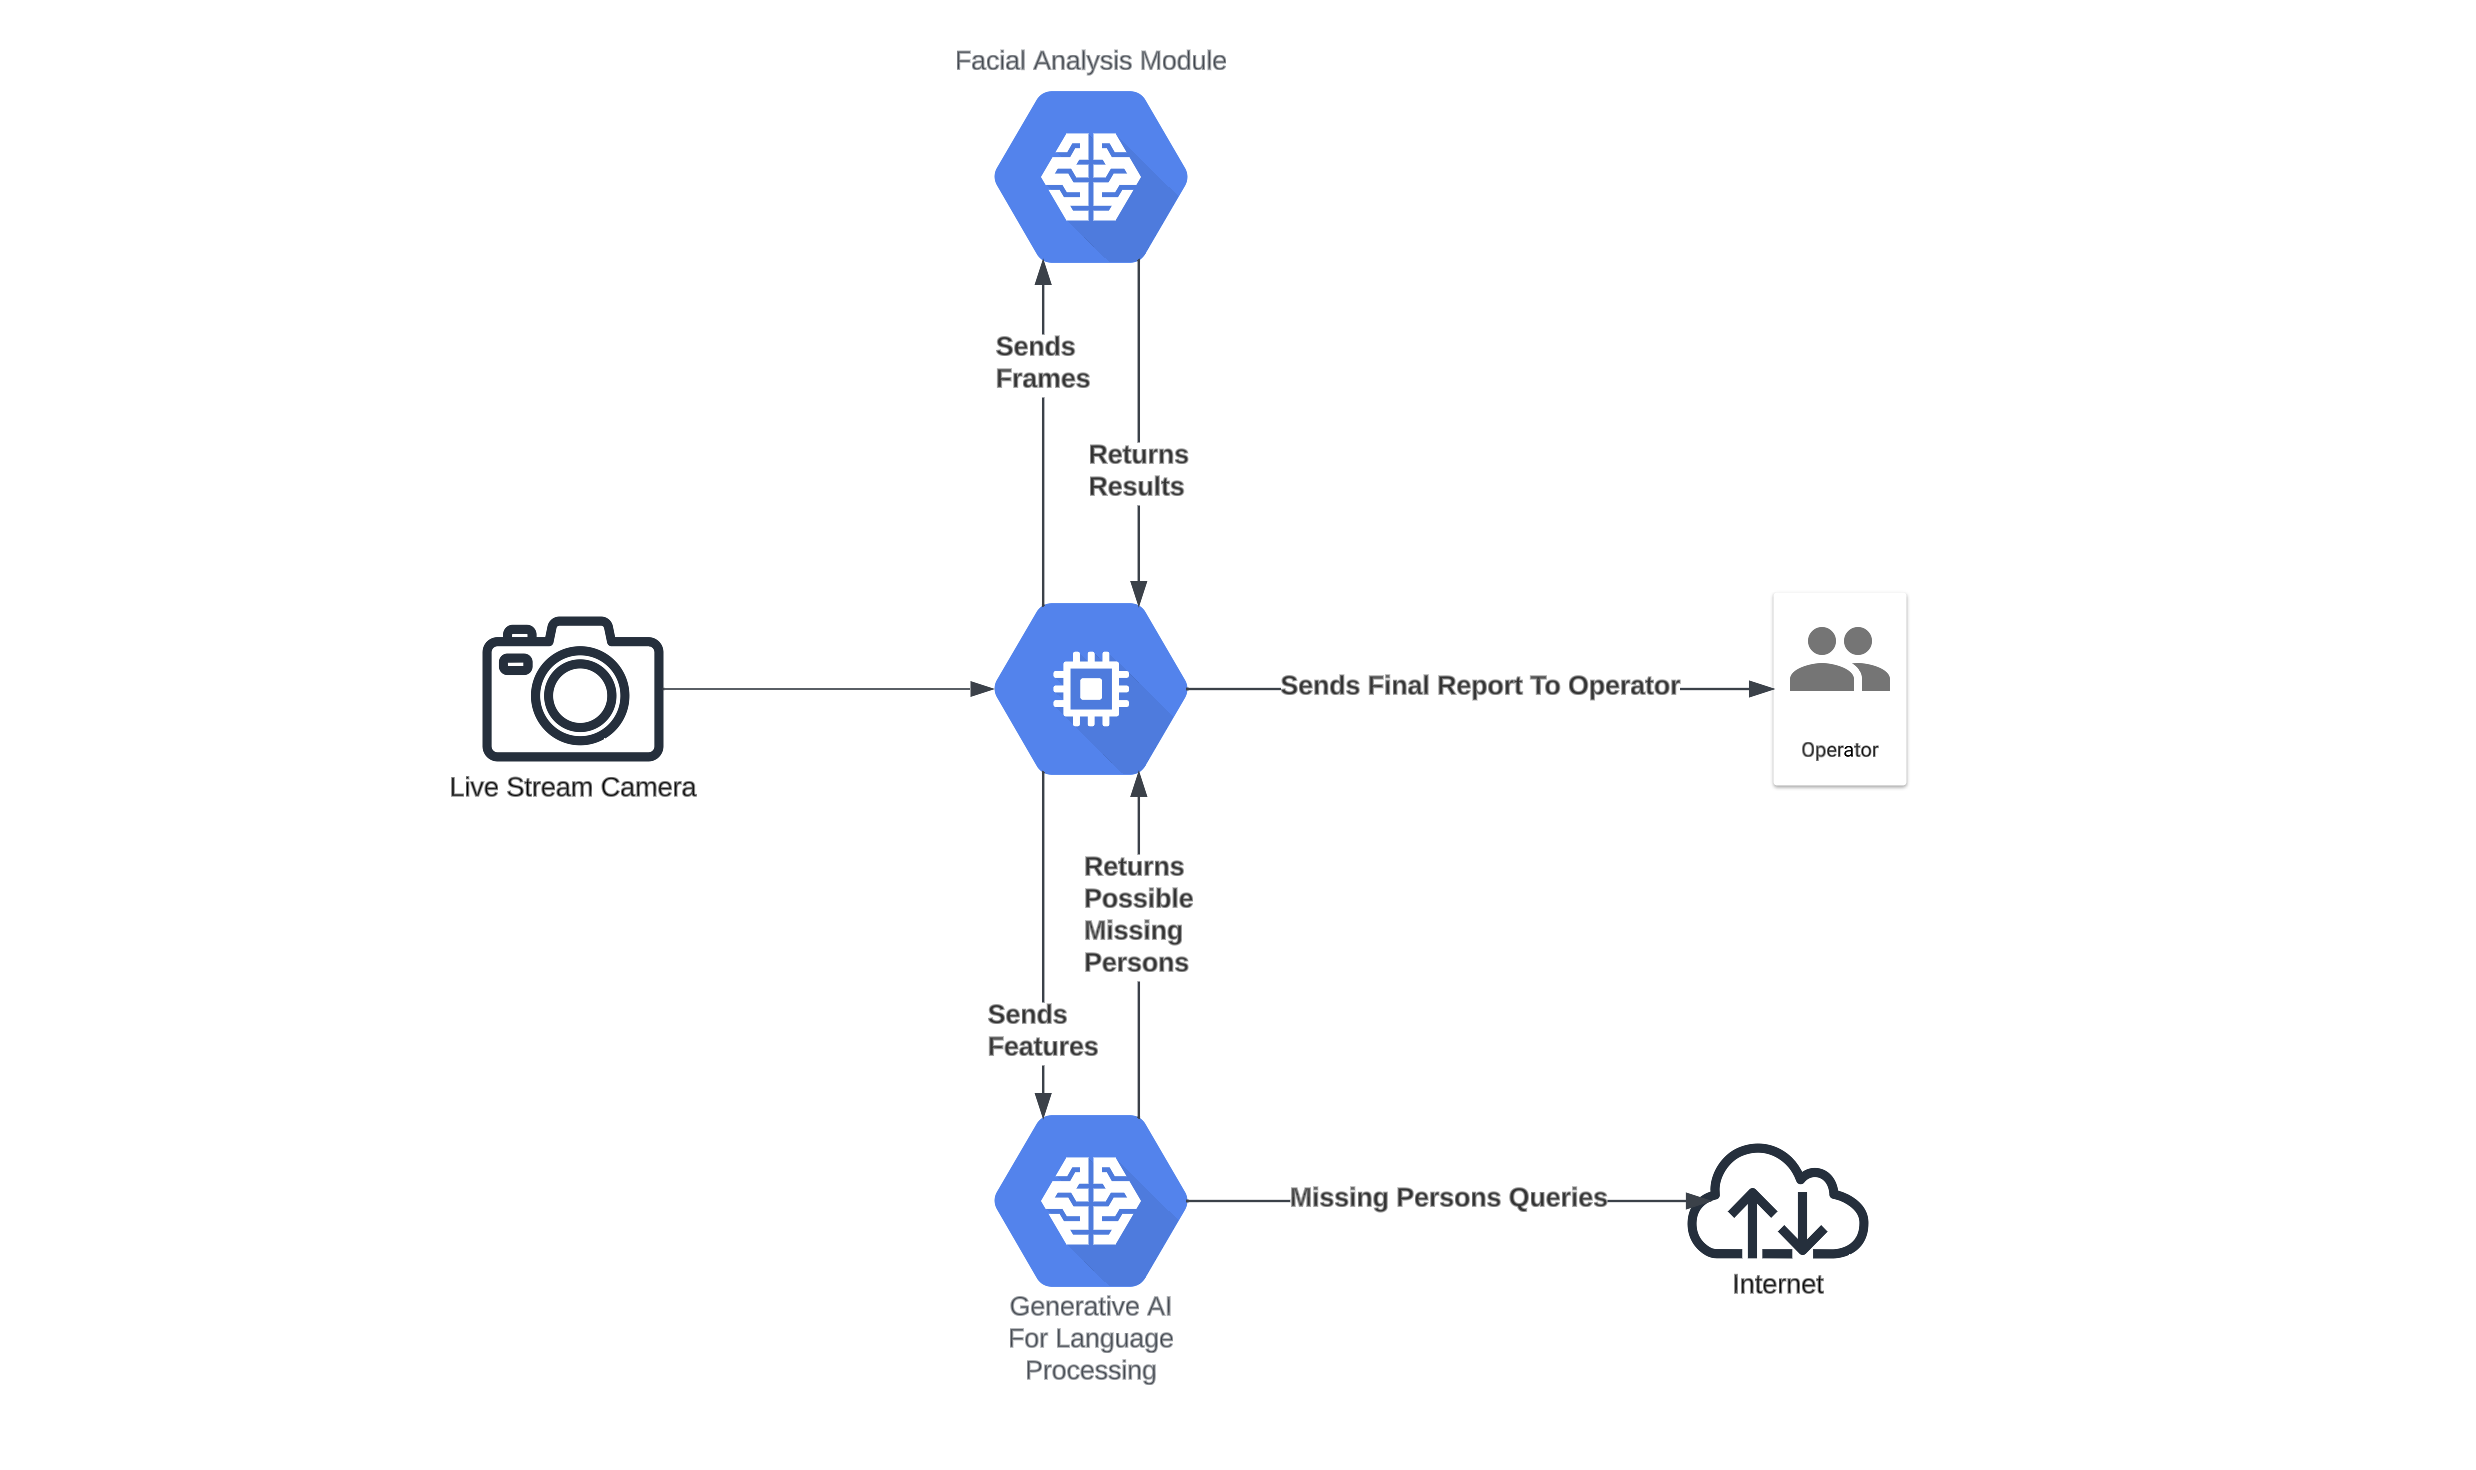 Facial Analysis Module
Sends
Frames
Returns
Results
Live Stream Camera
Sends Final Report To Operator
Operator
Returns
Possible
Missing
Persons
Sends
Features
Missing Persons Queries
Internet
Generative AI
For Language
Processing